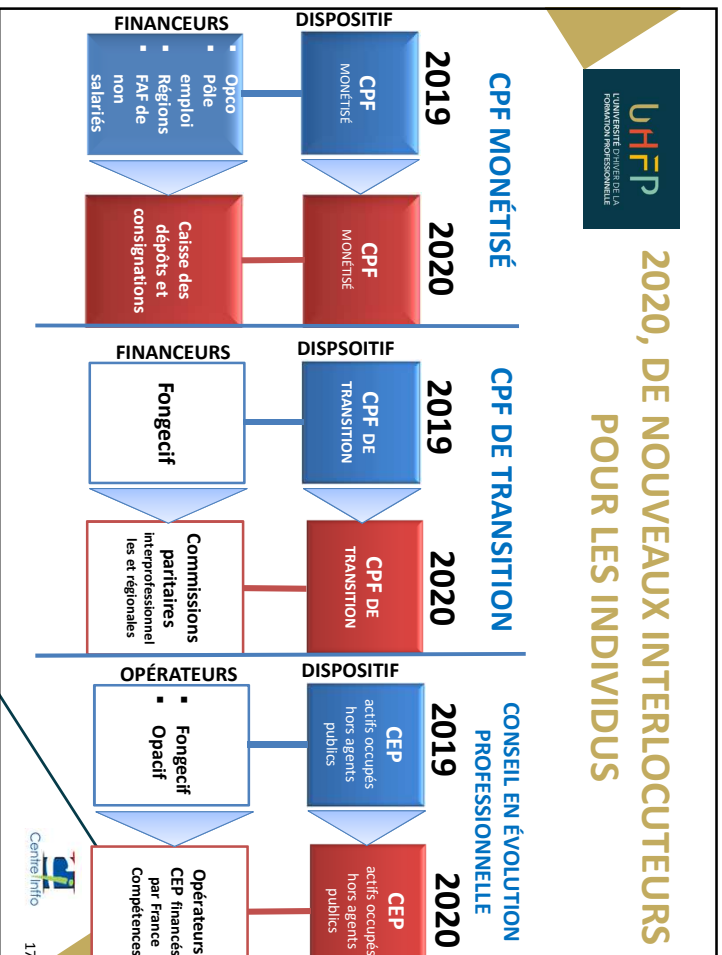 UHFP
L'UNIVERSITÉ D'HIVER DE LA
FORMATION PROFESSIONNELLE
2020, DE NOUVEAUX INTERLOCUTEURS
POUR LES INDIVIDUS
CPF MONÉTISÉ
2019
2020
DISPOSITIF
CPF
MONÉTISÉ
CPF
MONÉTISÉ
FINANCEURS
▪ Opco
▪ Pôle
emploi
▪ Régions
▪ FAF de
non
salariés
Caisse des
dépôts et
consignations
CPF DE TRANSITION
2019
2020
DISPSOITIF
CPF DE
TRANSITION
CPF DE
TRANSITION
FINANCEURS
Fongecif
Commissions
paritaires
interprofessionnel
les et régionales
CONSEIL EN ÉVOLUTION
PROFESSIONNELLE
2019
2020
DISPOSITIF
CEP
actifs occupés
hors agents
publics
CEP
actifs occupés
hors agents
publics
OPÉRATEURS
▪ Fongecif
▪ Opacif
Opérateurs
CEP financés
par France
Compétences
Centre Inffo
17